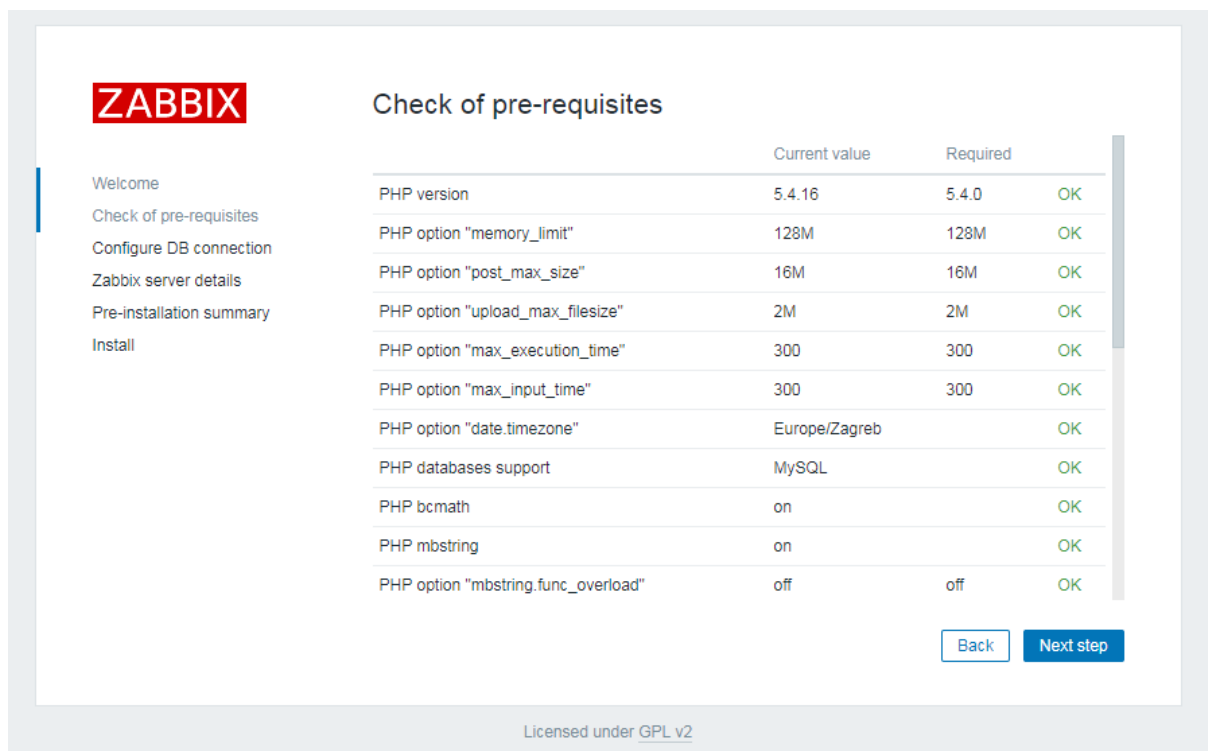 ZABBIX
Check of pre-requisites
Current value Required
Welcome
Check of pre-requisites
Configure DB connection
Zabbix server details
Pre-installation summary
Install
PHP version 5.4.16 5.4.0 OK
PHP option "memory_limit" 128M 128M OK
PHP option "post_max_size" 16M 16M OK
PHP option "upload_max_filesize" 2M 2M OK
PHP option "max_execution_time" 300 300 OK
PHP option "max_input_time" 300 300 OK
PHP option "date.timezone" Europe/Zagreb OK
PHP databases support MySQL OK
PHP bcmath on OK
PHP mbstring on OK
PHP option "mbstring.func_overload" off off OK
Back Next step
Licensed under GPL v2